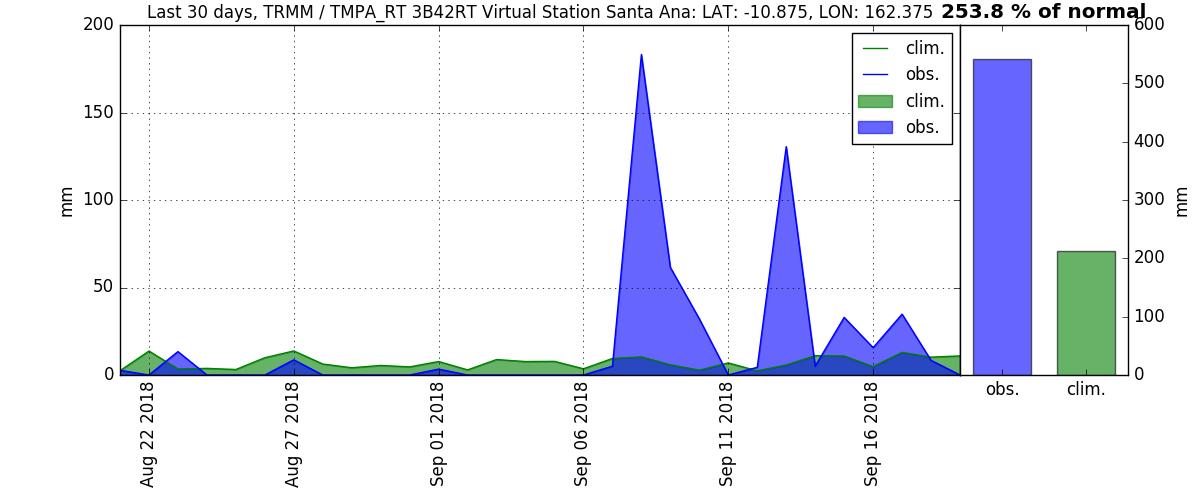 Last 30 days, TRMM / TMPA_RT 3B42RT Virtual Station Santa Ana: LAT: -10.875, LON: 162.375 253.8 % of normal
200
150
100
50
0
mm
clim.
obs.
clim.
obs.
600
500
400
300
200
100
0
mm
obs.
clim.
Aug 22 2018
Aug 27 2018
Sep 01 2018
Sep 06 2018
Sep 11 2018
Sep 16 2018